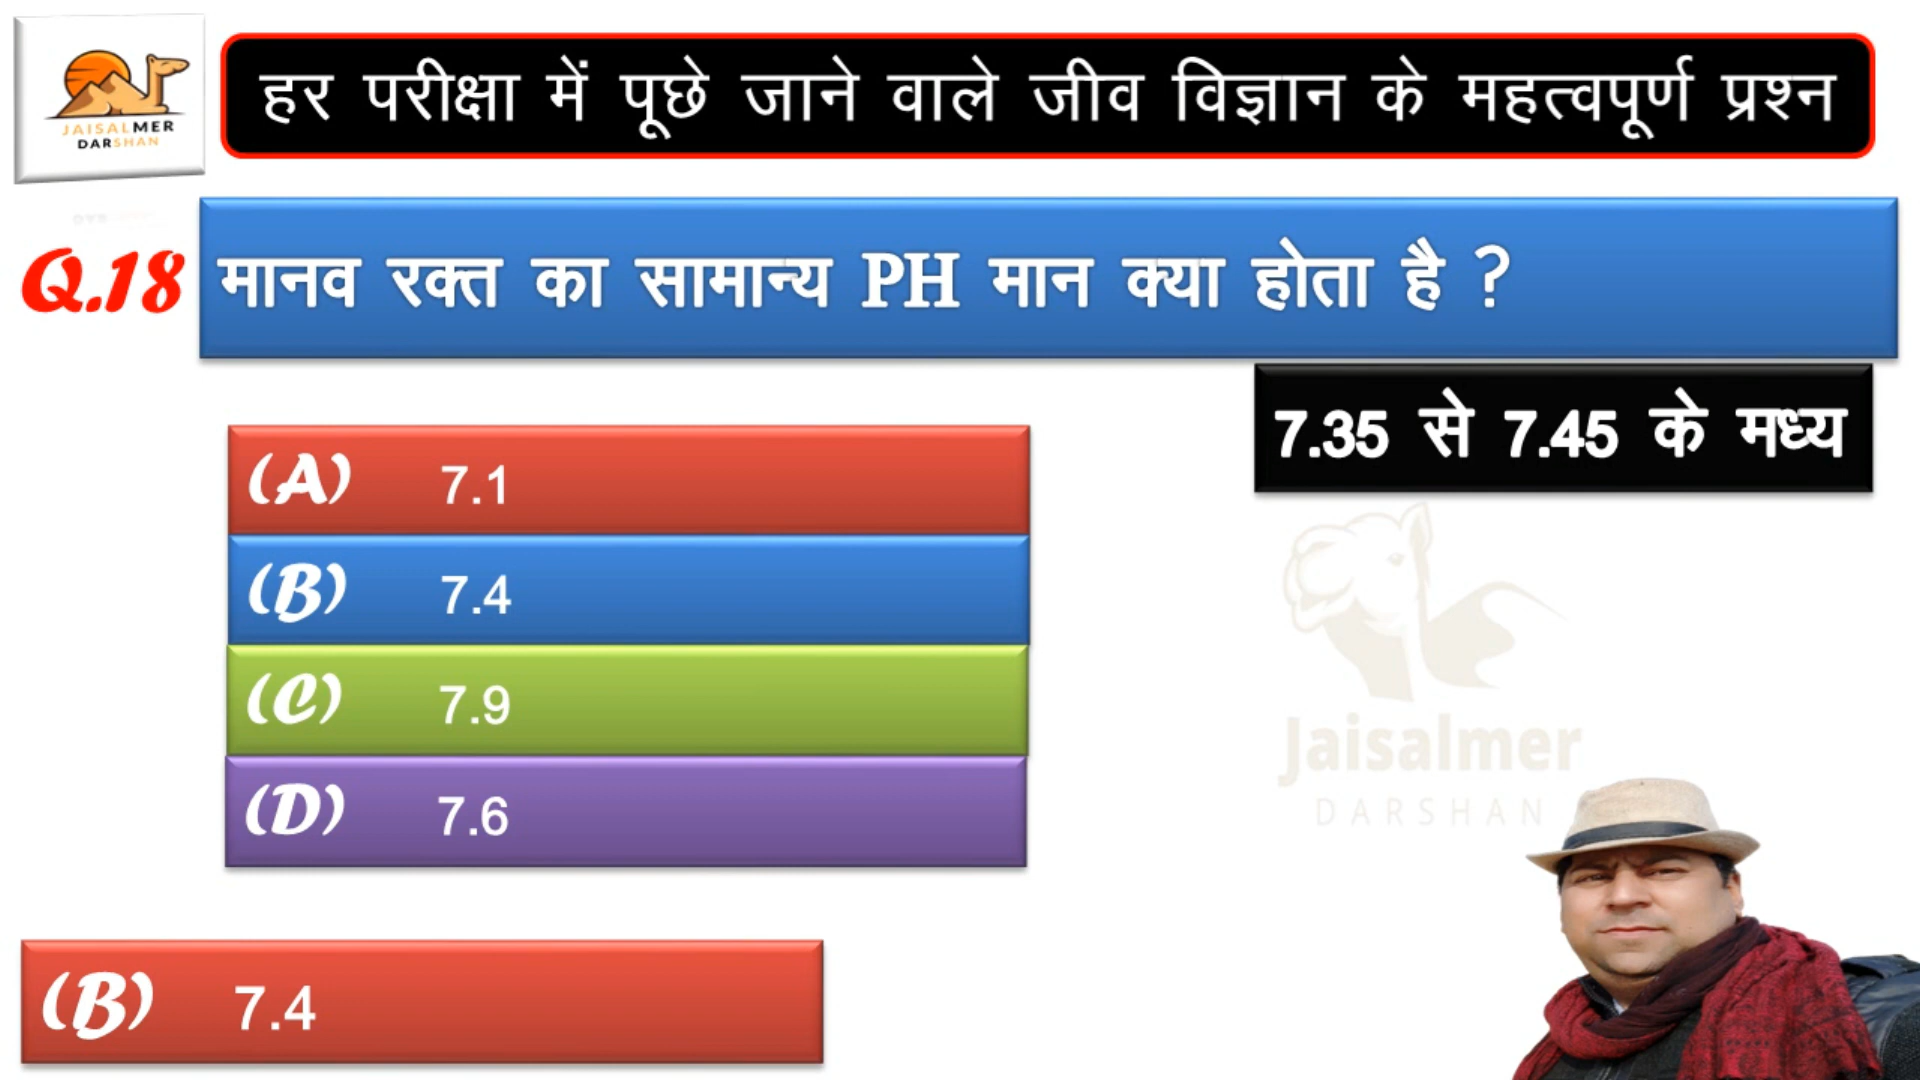 JAISALMER
DARSHAN
हर परीक्षा में पूछे जाने वाले जीव विज्ञान के महत्वपूर्ण प्रश्न
Q.18 मानव रक्त का सामान्य PH मान क्या होता है ?
7.35 से 7.45 के मध्य
(A) 7.1
(B) 7.4
(C) 7.9
(D) 7.6
Jaisalmer
DARSHAN
(B) 7.4